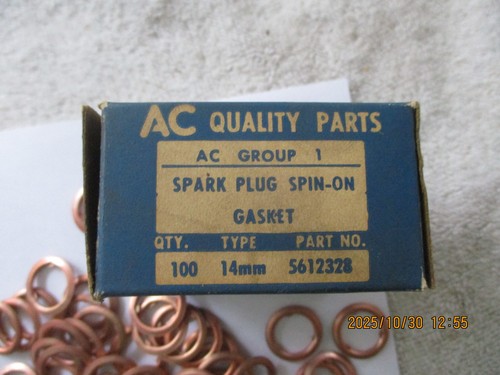 AC QUALITY PARTS
AC GROUP 1
SPARK PLUG SPIN-ON
GASKET
QTY. TYPE PART NO.
100 14mm 5612328
2025/10/30 12:55